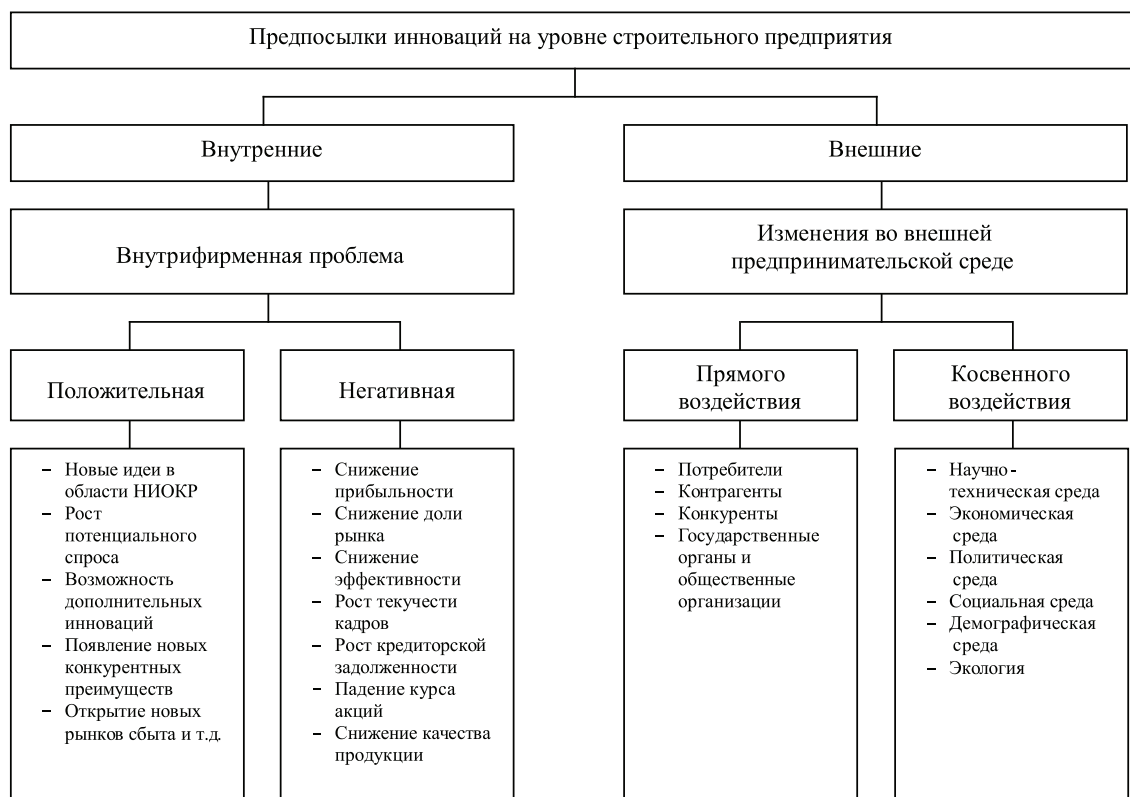 Предпосылки инноваций на уровне строительного предприятия
Внутренние
Внешние
Внутрифирменная проблема
Изменения во внешней
предпринимательской среде
Положительная
Негативная
Прямого
воздействия
Косвенного
воздействия
– Новые идеи в
области НИОКР
– Рост
потенциального
спроса
– Возможность
дополнительных
инноваций
– Появление новых
конкурентных
преимуществ
– Открытие новых
рынков сбыта и т.д.
– Снижение
прибыльности
– Снижение доли
рынка
– Снижение
эффективности
– Рост текучести
кадров
– Рост кредиторской
задолженности
– Падение курса
акций
– Снижение качества
продукции
– Потребители
– Контрагенты
– Конкуренты
– Государственные
органы и
общественные
организации
– Научно-
техническая среда
– Экономическая
среда
– Политическая
среда
– Социальная среда
– Демографическая
среда
– Экология